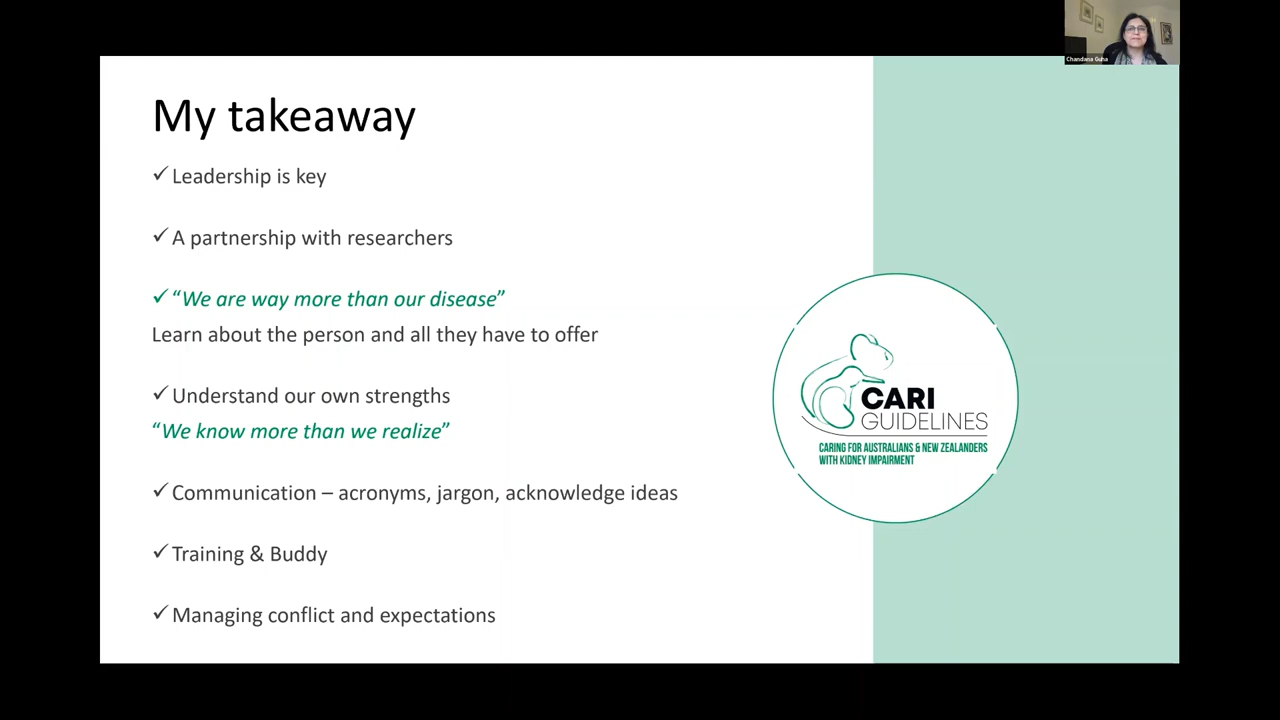 Chandana Guha
My takeaway
✓Leadership is key
✓A partnership with researchers
✓“We are way more than our disease”
Learn about the person and all they have to offer
✓Understand our own strengths
“We know more than we realize”
✓Communication – acronyms, jargon, acknowledge ideas
✓Training & Buddy
✓Managing conflict and expectations
CARI
GUIDELINES
CARING FOR AUSTRALIANS & NEW ZEALANDERS
WITH KIDNEY IMPAIRMENT